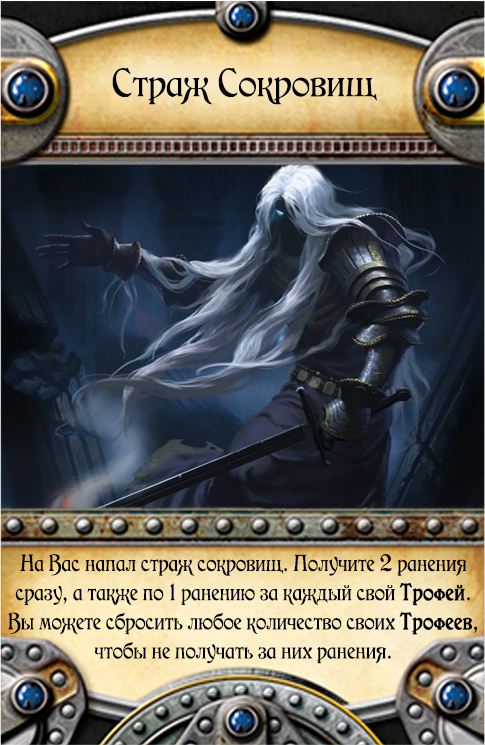 Страж Сокровищ
На Вас напал страж сокровищ. Получите 2 ранения
сразу, а также по 1 ранению за каждый свой Трофей.
Вы можете сбросить любое количество своих Трофеев,
чтобы не получать за них ранения.